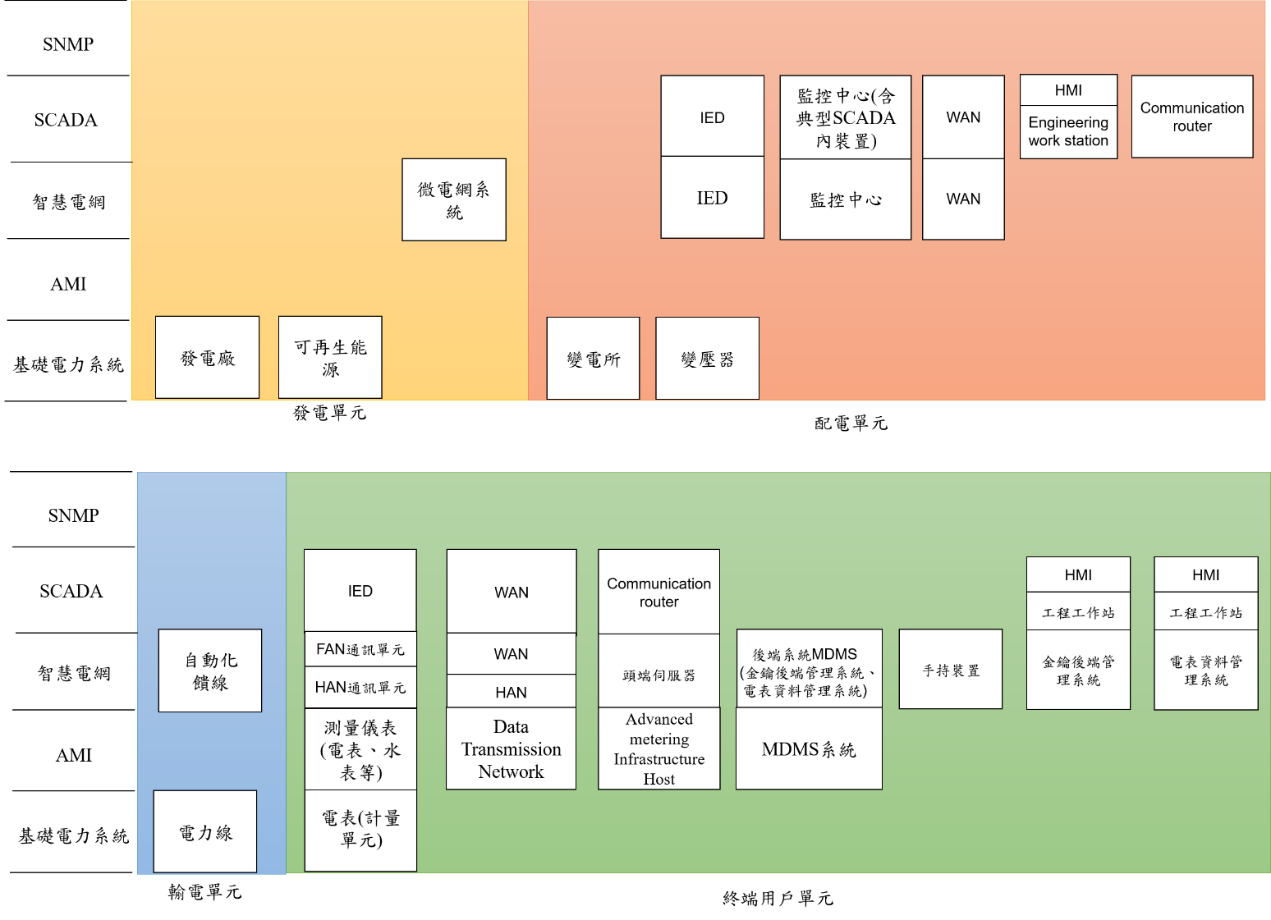 SNMP
SCADA
智慧電網
AMI
基礎電力系統
微電網系
統
發電廠
可再生能
源
發電單元
IED
監控中心(含
典型SCADA
內裝置)
WAN
HMI
Engineering
work station
Communication
router
IED
監控中心
WAN
變電所
變壓器
配電單元
SNMP
SCADA
智慧電網
AMI
基礎電力系統
自動化
饋線
電力線
輸電單元
IED
FAN通訊單元
HAN通訊單元
測量儀表
(電表、水
表等)
電表(計量
單元)
WAN
WAN
HAN
Data
Transmission
Network
Communication
router
頭端伺服器
Advanced
metering
Infrastructure
Host
後端系統MDMS
(金鑰後端管理系統、
電表資料管理系統)
MDMS系統
手持裝置
HMI
工程工作站
金鑰後端管
理系統
HMI
工程工作站
電表資料管
理系統
終端用戶單元